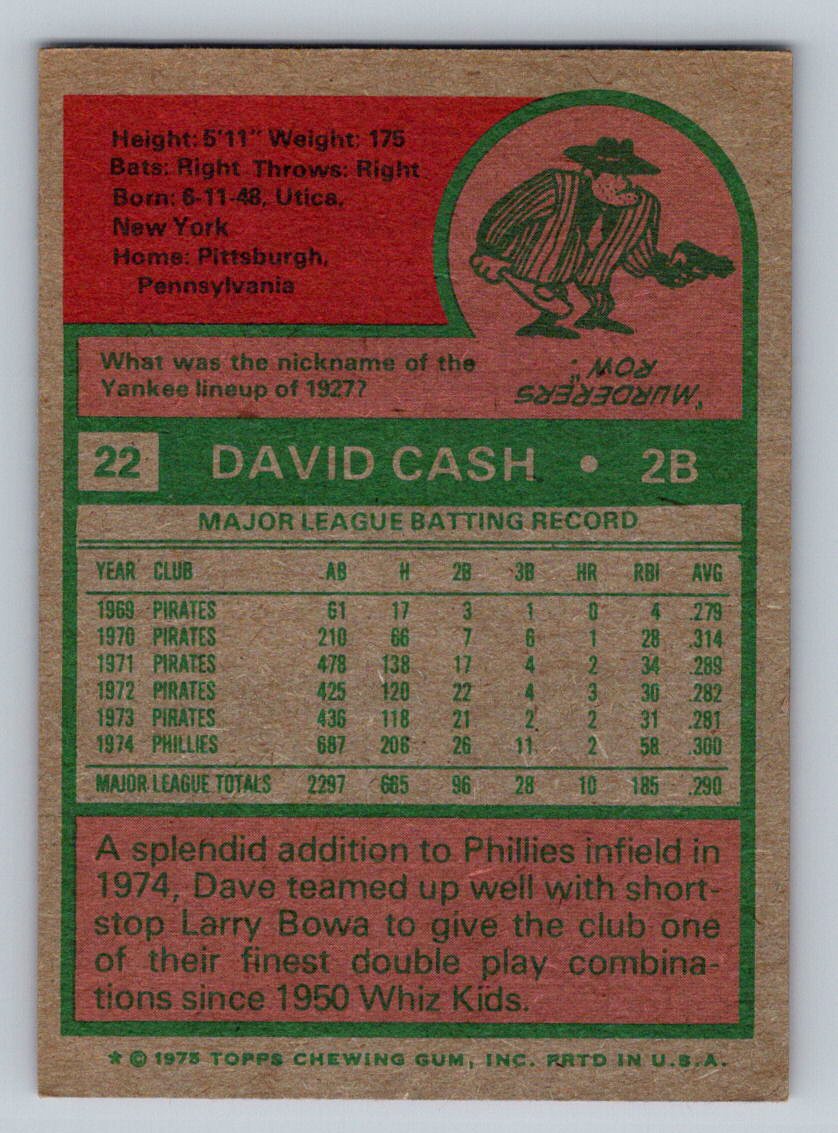 Height: 5'11" Weight: 175
Bats: Right Throws: Right
Born: 6-11-48, Utica,
New York
Home: Pittsburgh,
Pennsylvania
What was the nickname of the
Yankee lineup of 1927?
"MURDERERS
ROW."
22 DAVID CASH • 2B
MAJOR LEAGUE BATTING RECORD
YEAR CLUB AB H 2B 3B HR RBI AVG
1969 PIRATES 61 17 3 1 0 4 .279
1970 PIRATES 210 66 7 6 1 28 .314
1971 PIRATES 478 138 17 4 2 34 .289
1972 PIRATES 425 120 22 4 3 30 .282
1973 PIRATES 436 118 21 2 2 31 .281
1974 PHILLIES 687 206 26 11 2 58 .300
MAJOR LEAGUE TOTALS 2297 665 96 28 10 185 .290
A splendid addition to Phillies infield in
1974, Dave teamed up well with short-
stop Larry Bowa to give the club one
of their finest double play combina-
tions since 1950 Whiz Kids.
* © 1975 TOPPS CHEWING GUM, INC. PRTD IN U.S.A.